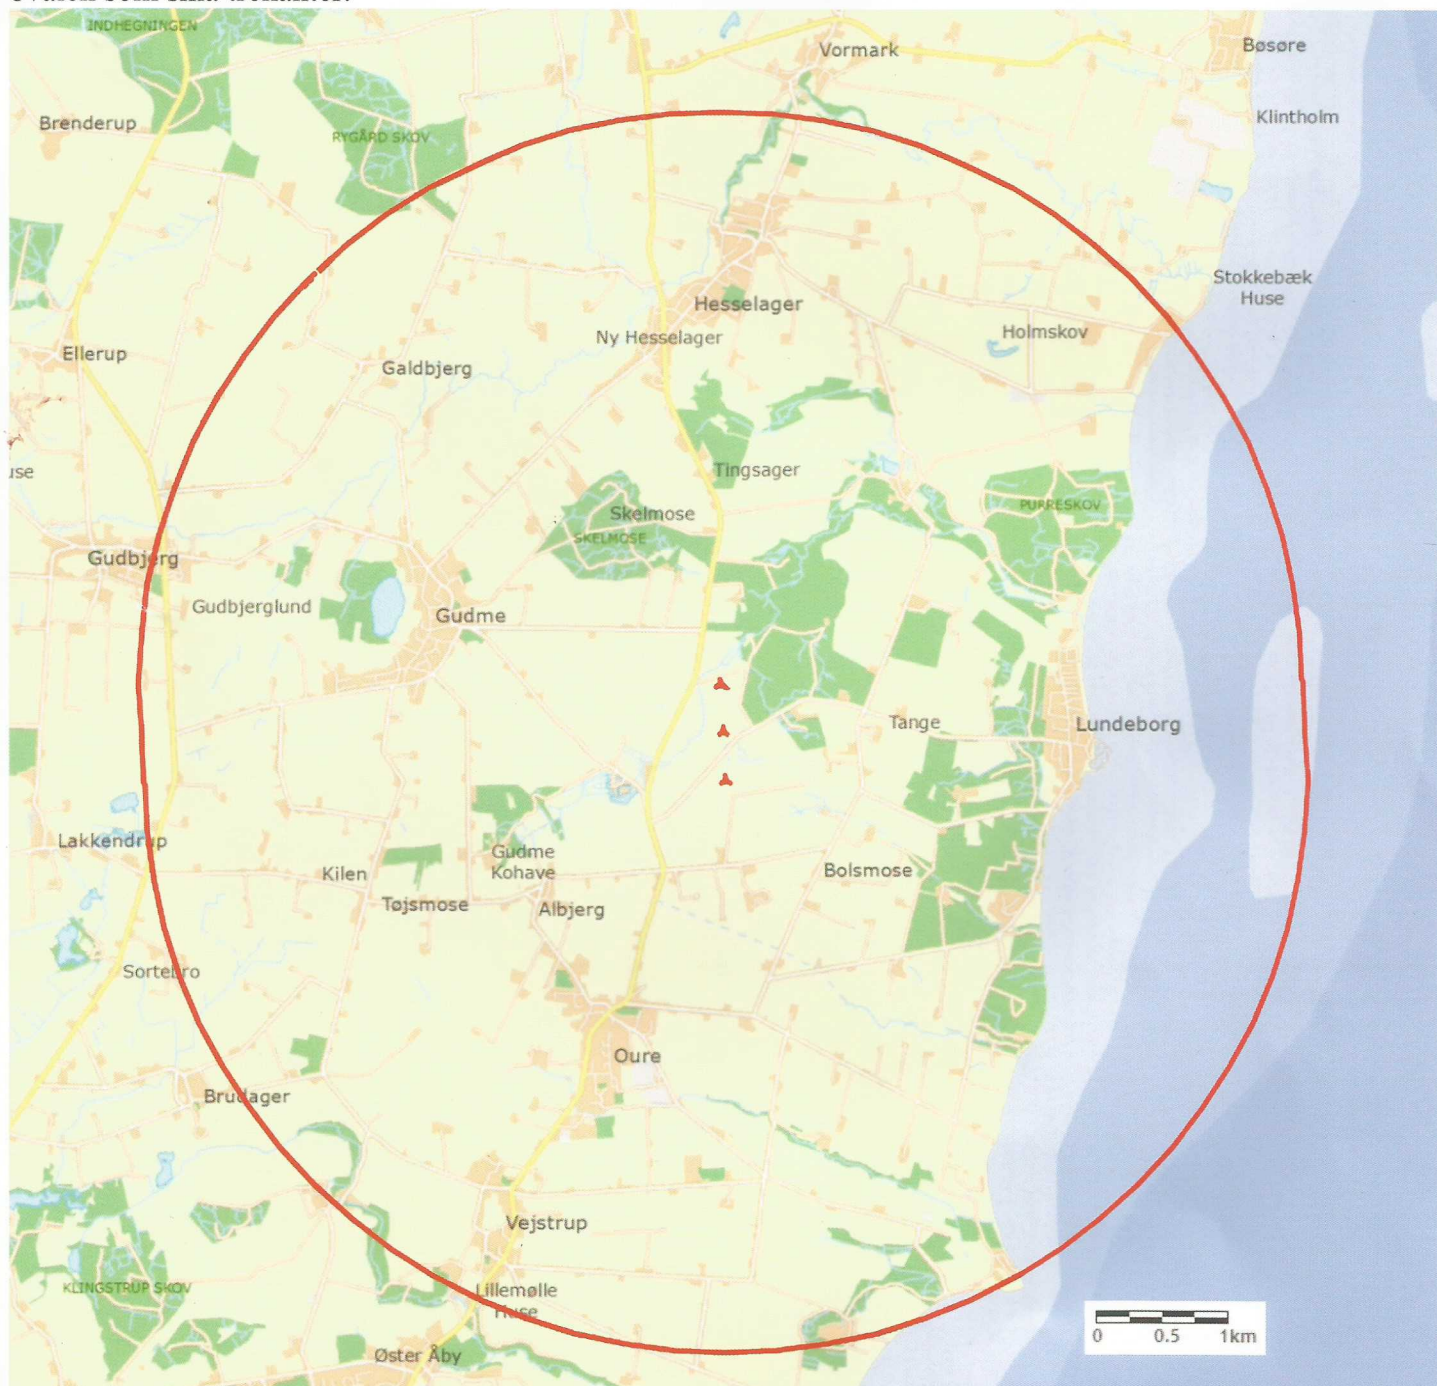 INDHEGNINGEN
Vormark
Bøsøre
Brenderup
Klintholm
RYGÅRD SKOV
Stokkebæk
Huse
Hesselager
Ny Hesselager
Holmskov
Ellerup
Galdbjerg
Tingsager
Skelmose
PURRESKOV
SKELMOSE
Gudbjerg
Gudbjerglund
Gudme
Tange
Lundeborg
Lakkendrup
Kilen
Gudme
Kohave
Bolsmose
Tøjsmose
Albjerg
Sortebro
Oure
Brudager
Vejstrup
KLINGSTRUP SKOV
Lillemølle
Huse
Øster Åby
0 0.5 1km